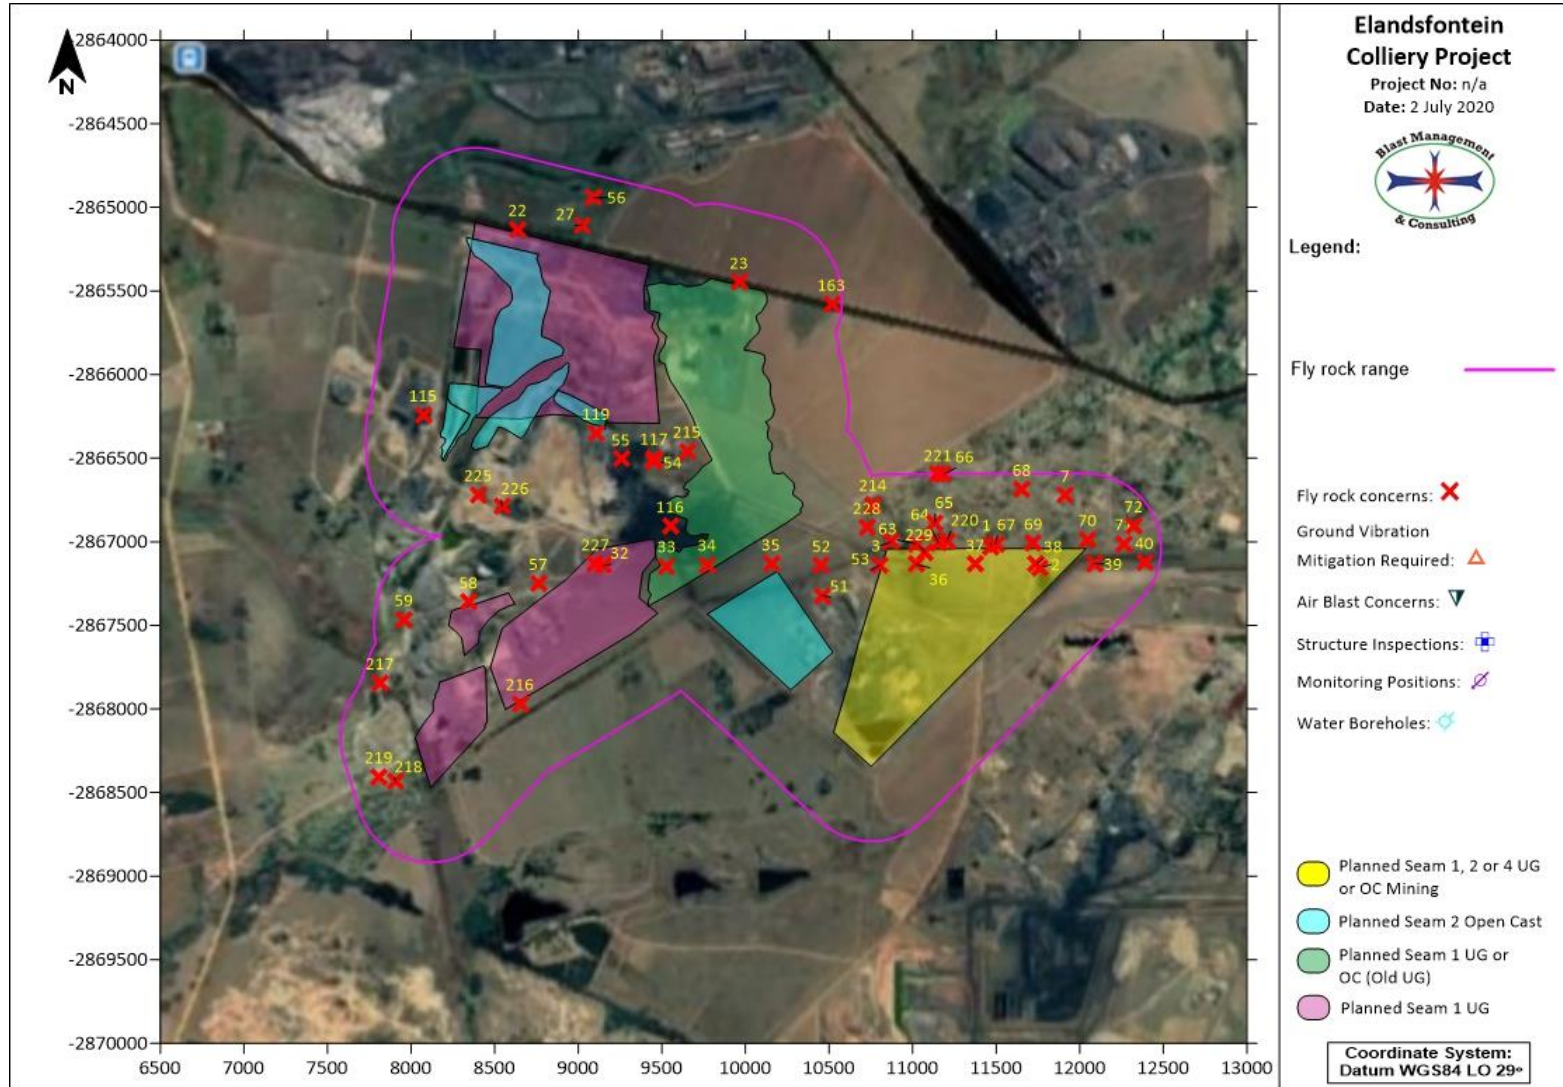 Elandsfontein
Colliery Project
Project No: n/a
Date: 2 July 2020
Blast Management
& Consulting
Legend:
Fly rock range
Fly rock concerns:
Ground Vibration
Mitigation Required:
Air Blast Concerns:
Structure Inspections:
Monitoring Positions:
Water Boreholes:
Planned Seam 1, 2 or 4 UG
or OC Mining
Planned Seam 2 Open Cast
Planned Seam 1 UG or
OC (Old UG)
Planned Seam 1 UG
Coordinate System:
Datum WGS84 LO 29°
N
-2864000
-2864500
-2865000
-2865500
-2866000
-2866500
-2867000
-2867500
-2868000
-2868500
-2869000
-2869500
-2870000
6500 7000 7500 8000 8500 9000 9500 10000 10500 11000 11500 12000 12500 13000
56
22 27
23
163
115
119
55 117 215
54
221 66
68 7
225
226
214
116
228
65
64 220 1 67 69 70 72
63
71
227 32
33 34 35 52
53 3 229 37 38
2 39 40
36
57
58
51
59
217
216
219
218